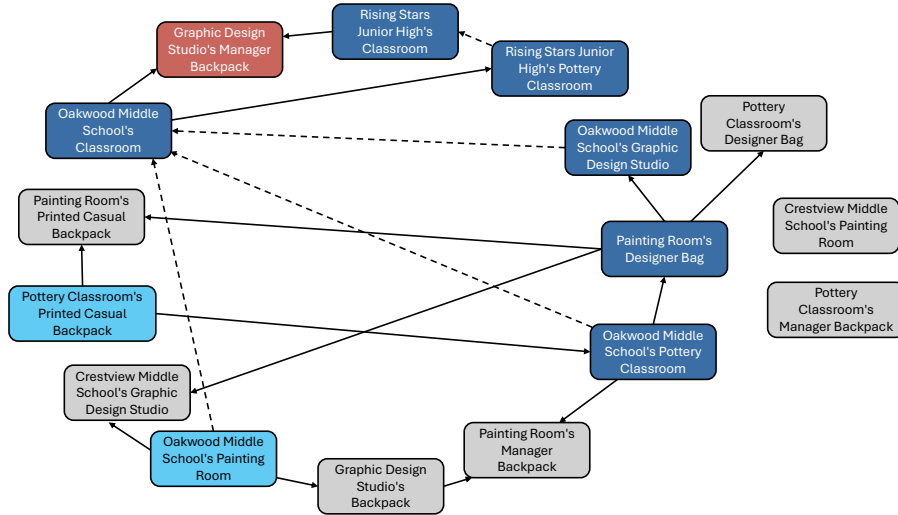 Graphic Design
Studio's Manager
Backpack
Rising Stars
Junior High's
Classroom
Rising Stars Junior
High's Pottery
Classroom
Oakwood Middle
School's
Classroom
Oakwood Middle
School's Graphic
Design Studio
Pottery
Classroom's
Designer Bag
Painting Room's
Printed Casual
Backpack
Crestview Middle
School's Painting
Room
Painting Room's
Designer Bag
Pottery Classroom's
Printed Casual
Backpack
Pottery
Classroom's
Manager Backpack
Oakwood Middle
School's Pottery
Classroom
Crestview Middle
School's Graphic
Design Studio
Painting Room's
Manager
Backpack
Oakwood Middle
School's Painting
Room
Graphic Design
Studio's
Backpack